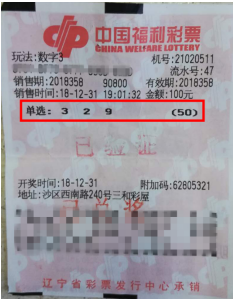 中国福利彩票
CHINA WELFARE LOTTERY
玩法：数字3 机号：21020511
流水号：47
销售期：2018358 90800 有效期：2018358
销售时间：18-12-31 19:01:32 金额：100元
单选： 3 2 9 (50)
已验证
开奖时间：18-12-31 附加码：62805321
地址：沙区西南路240号三和彩屋
已兑奖
辽宁省彩票发行中心承销